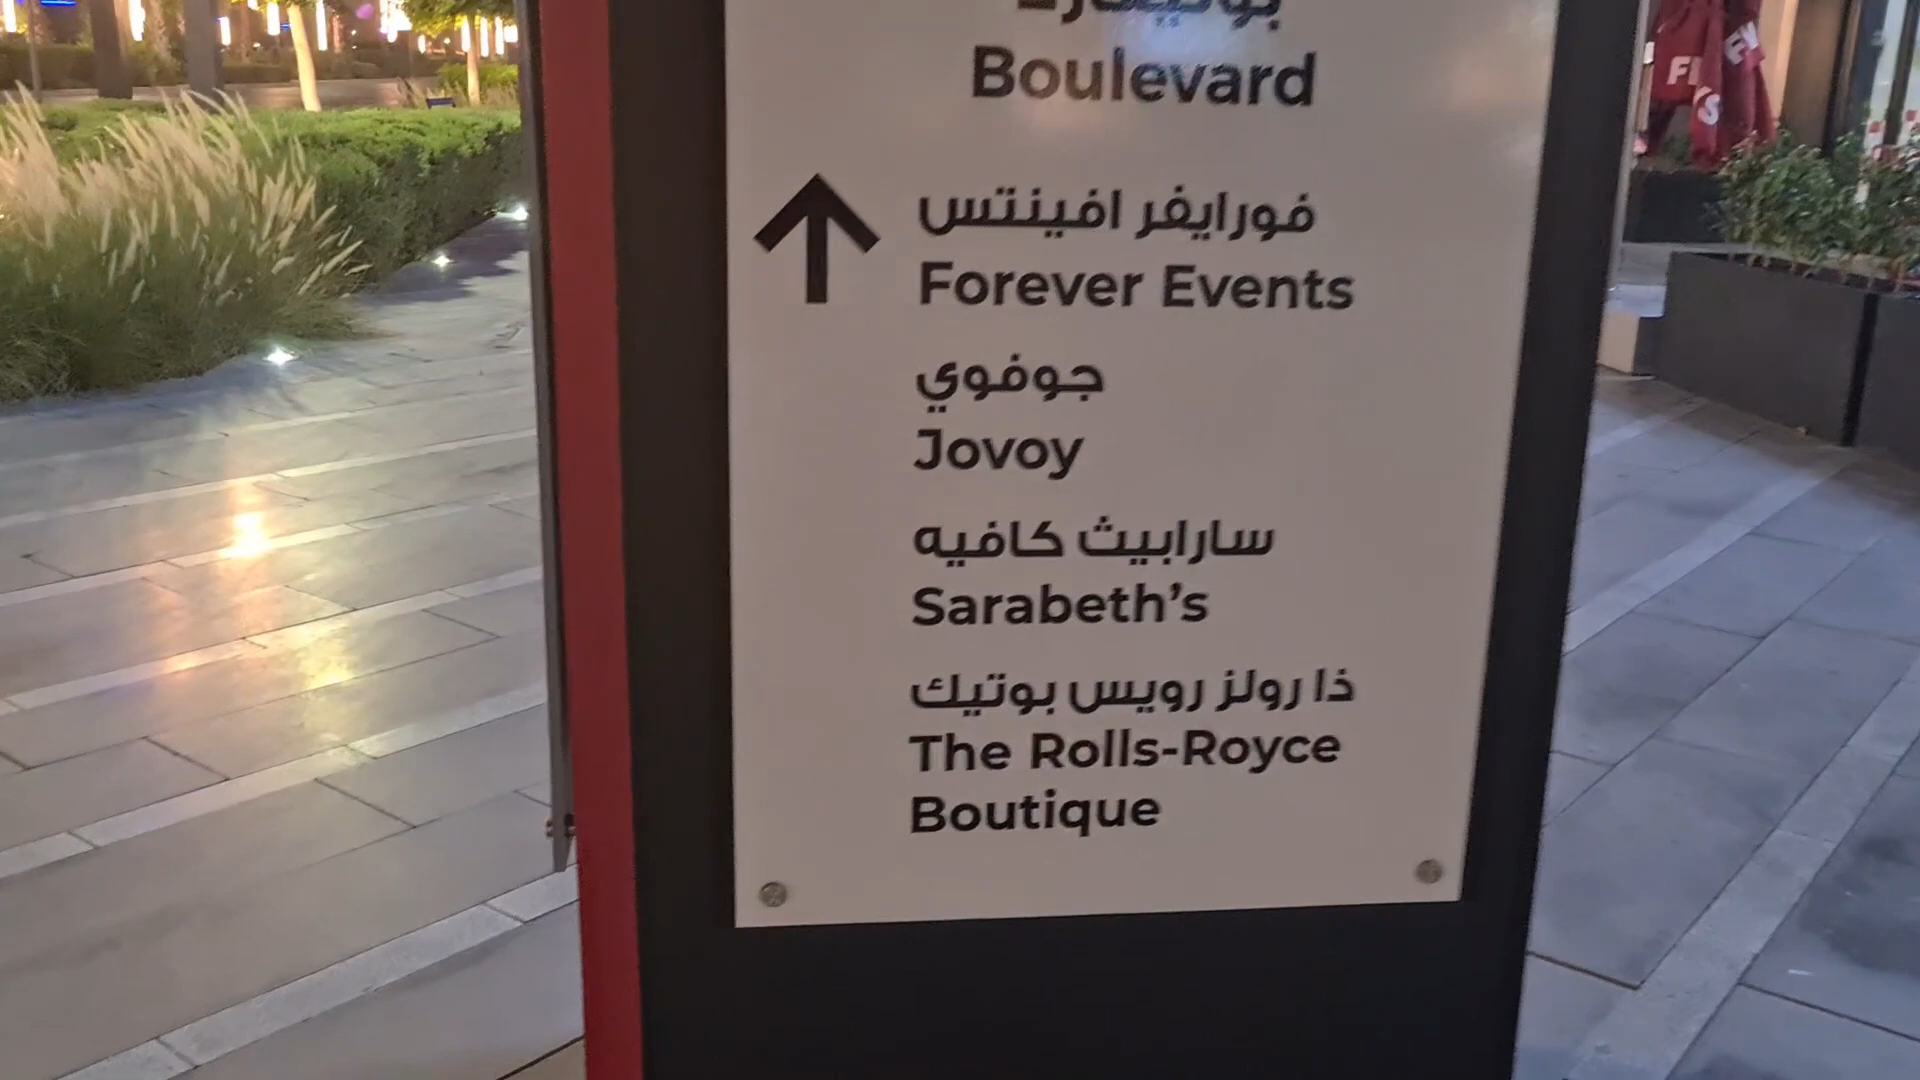 Boulevard
فورايفر افينتس
Forever Events
جوفوي
Jovoy
سارابيث كافيه
Sarabeth's
ذا رولز رويس بوتيك
The Rolls-Royce
Boutique